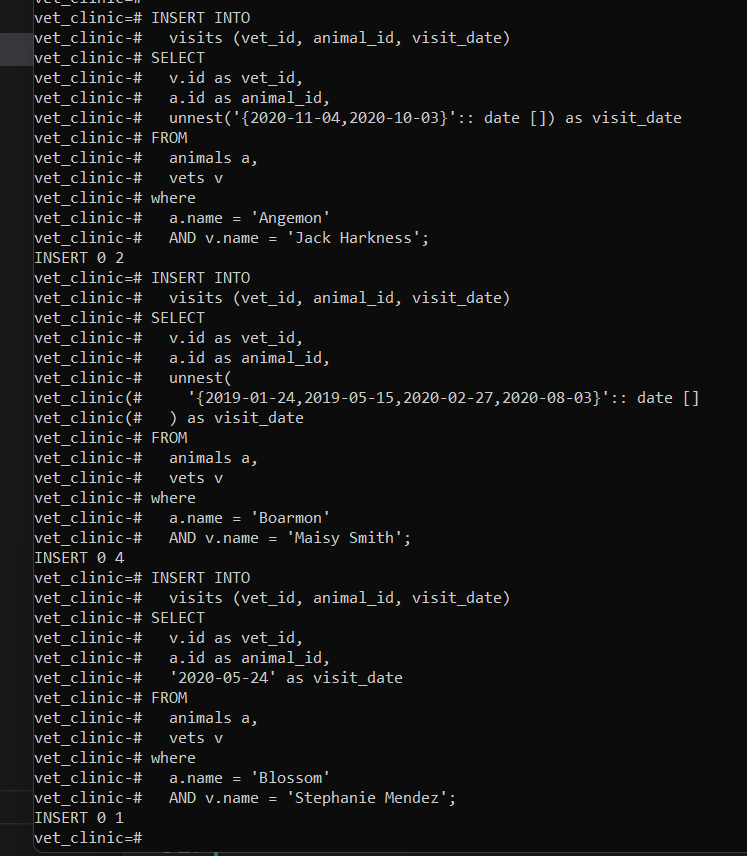 vet_clinic=# INSERT INTO
vet_clinic-#   visits (vet_id, animal_id, visit_date)
vet_clinic-# SELECT
vet_clinic-#   v.id as vet_id,
vet_clinic-#   a.id as animal_id,
vet_clinic-#   unnest('{2020-11-04,2020-10-03}':: date []) as visit_date
vet_clinic-# FROM
vet_clinic-#   animals a,
vet_clinic-#   vets v
vet_clinic-# where
vet_clinic-#   a.name = 'Angemon'
vet_clinic-#   AND v.name = 'Jack Harkness';
INSERT 0 2
vet_clinic=# INSERT INTO
vet_clinic-#   visits (vet_id, animal_id, visit_date)
vet_clinic-# SELECT
vet_clinic-#   v.id as vet_id,
vet_clinic-#   a.id as animal_id,
vet_clinic-#   unnest(
vet_clinic(#     '{2019-01-24,2019-05-15,2020-02-27,2020-08-03}':: date []
vet_clinic(#   ) as visit_date
vet_clinic-# FROM
vet_clinic-#   animals a,
vet_clinic-#   vets v
vet_clinic-# where
vet_clinic-#   a.name = 'Boarmon'
vet_clinic-#   AND v.name = 'Maisy Smith';
INSERT 0 4
vet_clinic=# INSERT INTO
vet_clinic-#   visits (vet_id, animal_id, visit_date)
vet_clinic-# SELECT
vet_clinic-#   v.id as vet_id,
vet_clinic-#   a.id as animal_id,
vet_clinic-#   '2020-05-24' as visit_date
vet_clinic-# FROM
vet_clinic-#   animals a,
vet_clinic-#   vets v
vet_clinic-# where
vet_clinic-#   a.name = 'Blossom'
vet_clinic-#   AND v.name = 'Stephanie Mendez';
INSERT 0 1
vet_clinic=#